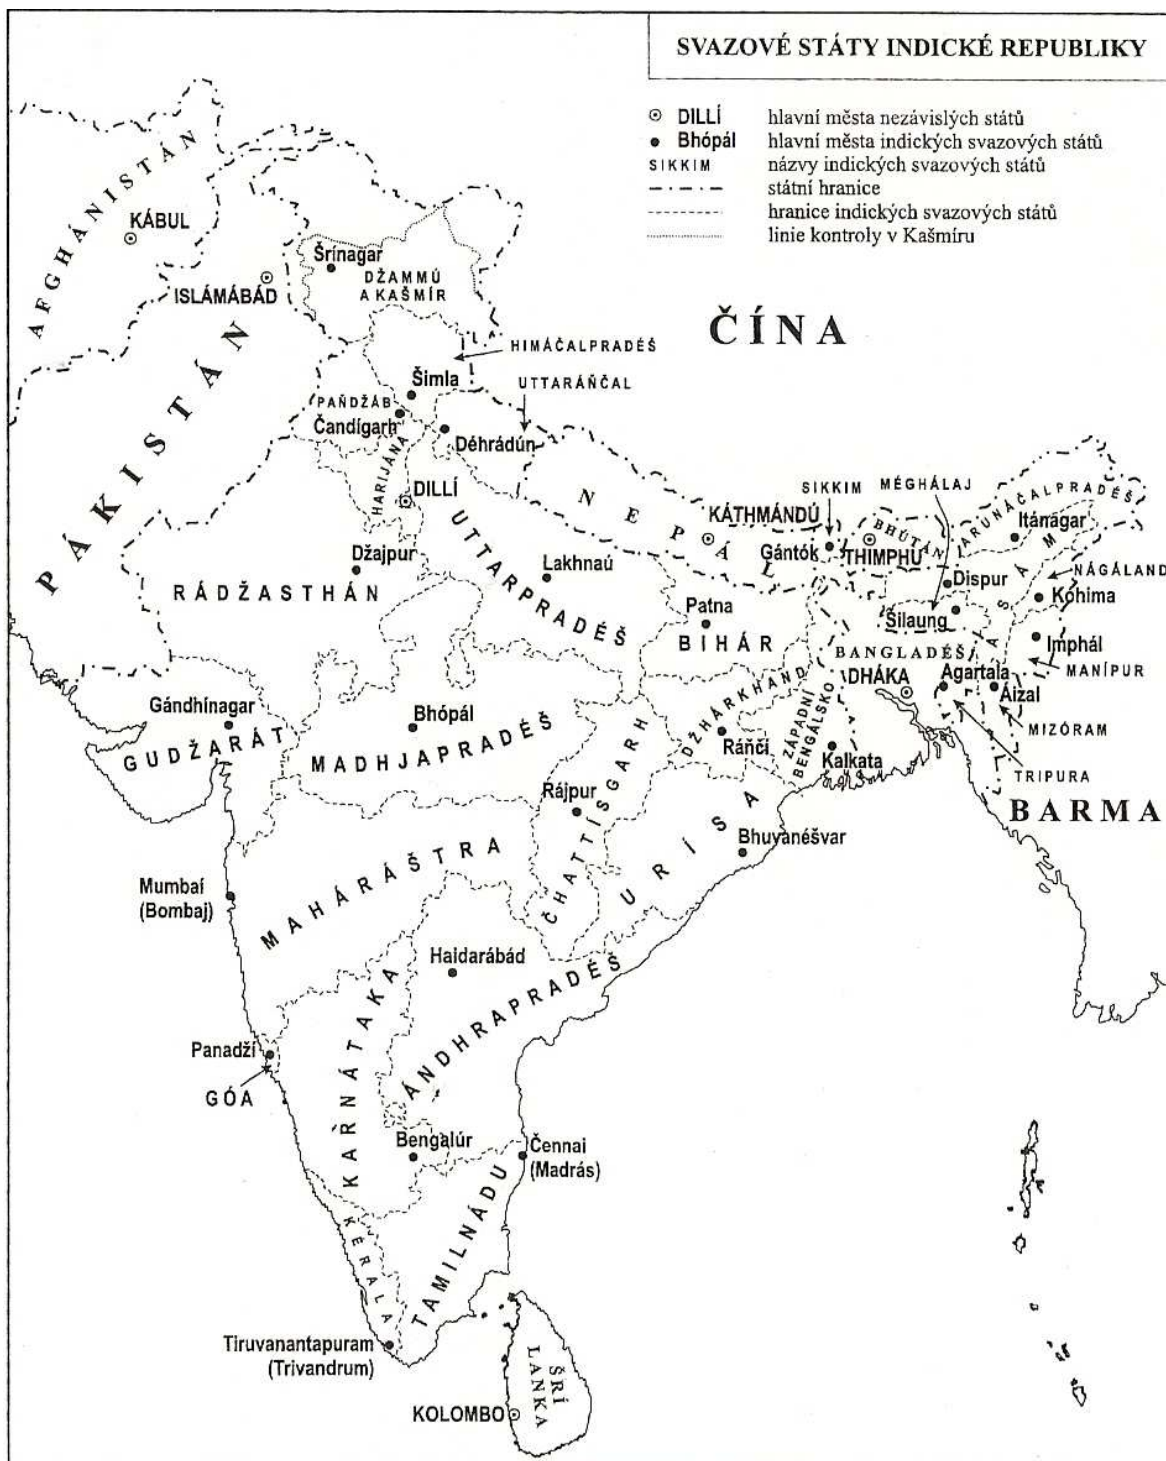 SVAZOVÉ STÁTY INDICKÉ REPUBLIKY
DILLÍ hlavní města nezávislých států
Bhópál hlavní města indických svazových států
SIKKIM názvy indických svazových států
státní hranice
hranice indických svazových států
linie kontroly v Kašmíru
AFGHÁNISTÁN
KÁBUL
ISLÁMÁBÁD
PÁKISTÁN
Šrínagar
DŽAMMÚ
A KAŠMÍR
ČÍNA
HIMÁČALPRADÉŠ
Šimla
UTTARÁŇČAL
PAŇDŽÁB
Čandígarh
Déhrádún
HARIJÁNA
DILLÍ
NEPÁL
KÁTHMÁNDÚ
SIKKIM
MÉGHÁLAJ
Gántók
BHÚTÁN
THIMPHÚ
ARUNÁČALPRADÉŠ
Itánagar
ASÁM
NÁGÁLAND
Kóhima
Dispur
Šilaung
Imphál
MANÍPUR
BANGLADÉŠ
DHÁKA
Agartala
Áizal
MIZÓRAM
TRIPURA
BARMA
Džajpur
RÁDŽASTHÁN
UTTARPRADÉŠ
Lakhnaú
Patna
BIHÁR
DŽHÁRKHAND
Ráňčí
ZÁPADNÍ
BENGÁLSKO
Kalkata
Gándhínagar
GUDŽARÁT
Bhópál
MADHJAPRADÉŠ
Rájpur
ČHATTÍSGARH
URÍSA
Bhuvanéšvar
Mumbaí
(Bombaj)
MAHÁRÁŠTRA
Haidarábád
ÁNDHRAPRADÉŠ
KARNÁTAKA
Panadží
GÓA
Bengalúr
Čennai
(Madrás)
TAMILNÁDU
KÉRALA
Tiruvanantapuram
(Trivandrum)
ŠRÍ
LANKA
KOLOMBO